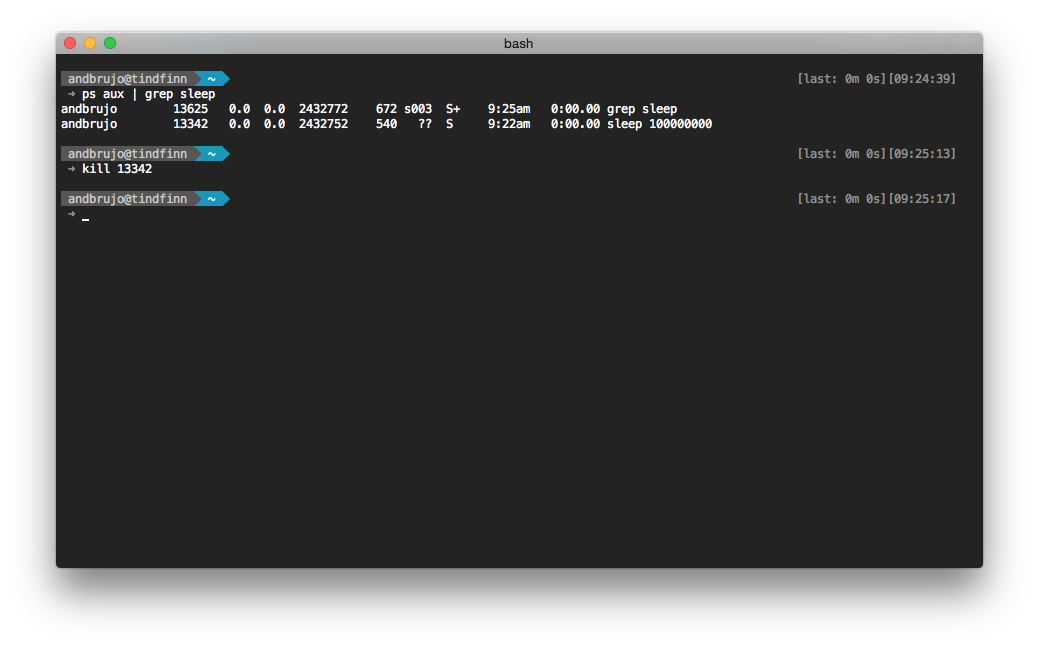 bash
andbrujo@tindfinn ~ [last: 0m 0s][09:24:39]
→ ps aux | grep sleep
andbrujo 13625 0.0 0.0 2432772 672 s003 S+ 9:25am 0:00.00 grep sleep
andbrujo 13342 0.0 0.0 2432752 540 ?? S 9:22am 0:00.00 sleep 100000000
andbrujo@tindfinn ~ [last: 0m 0s][09:25:13]
→ kill 13342
andbrujo@tindfinn ~ [last: 0m 0s][09:25:17]
→ _